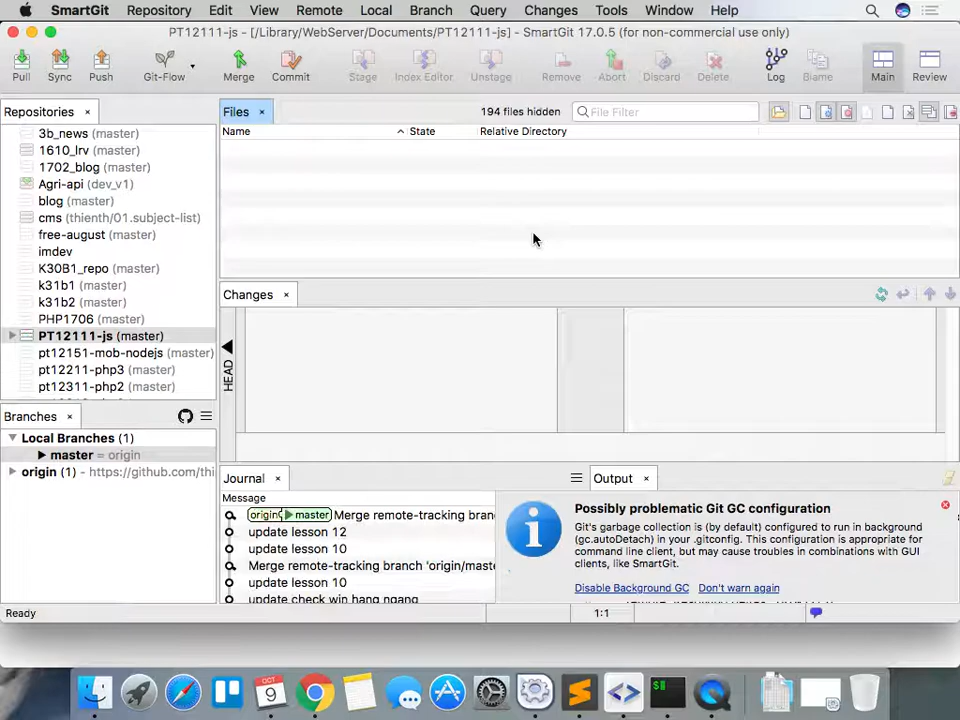 SmartGit Repository Edit View Remote Local Branch Query Changes Tools Window Help
PT12111-js - [/Library/WebServer/Documents/PT12111-js] - SmartGit 17.0.5 (for non-commercial use only)
Pull Sync Push Git-Flow Merge Commit Stage Index Editor Unstage Remove Abort Discard Delete Log Blame Main Review
Repositories
3b_news (master)
1610_lrv (master)
1702_blog (master)
Agri-api (dev_v1)
blog (master)
cms (thienth/01.subject-list)
free-august (master)
imdev
K30B1_repo (master)
k31b1 (master)
k31b2 (master)
PHP1706 (master)
PT12111-js (master)
pt12151-mob-nodejs (master)
pt12211-php3 (master)
pt12311-php2 (master)
Branches
Local Branches (1)
master = origin
origin (1) - https://github.com/thi
Files 194 files hidden File Filter
Name State Relative Directory
Changes
HEAD
Journal
Message
origin master Merge remote-tracking bran
update lesson 12
update lesson 10
Merge remote-tracking branch 'origin/maste
update lesson 10
update check win hang ngang
Output
Possibly problematic Git GC configuration
Git's garbage collection is (by default) configured to run in background
(gc.autoDetach) in your .gitconfig. This configuration is appropriate for
command line client, but may cause troubles in combinations with GUI
clients, like SmartGit.
Disable Background GC Don't warn again
Ready 1:1
OCT
9